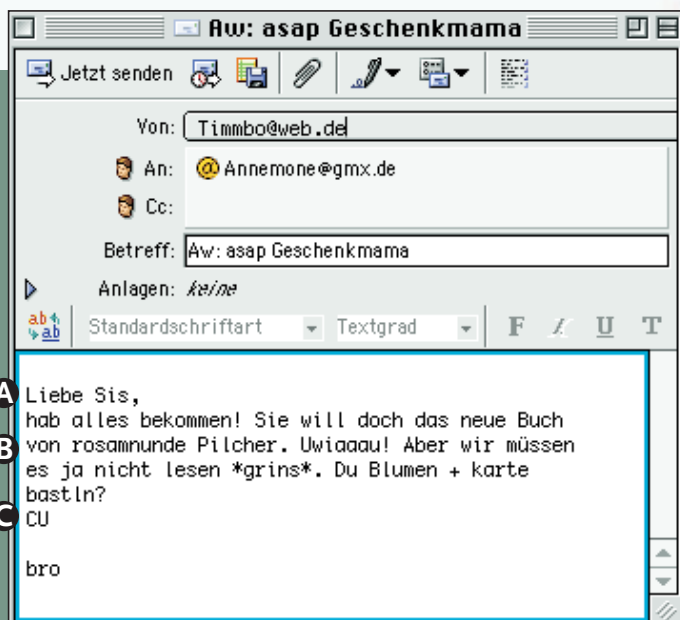 Aw: asap Geschenkmama
Jetzt senden
Von: Timmbo@web.de
An: @ Annemone@gmx.de
Cc:
Betreff: Aw: asap Geschenkmama
Anlagen: keine
Standardschriftart Textgrad F K U T
A Liebe Sis,
hab alles bekommen! Sie will doch das neue Buch
B von rosamnunde Pilcher. Uwiaaau! Aber wir müssen
es ja nicht lesen *grins*. Du Blumen + karte
bastln?
C CU
bro